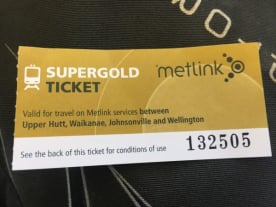 SUPERGOLD
TICKET
metlink
Valid for travel on Metlink services between
Upper Hutt, Waikanae, Johnsonville and Wellington
See the back of this ticket for conditions of use
132505